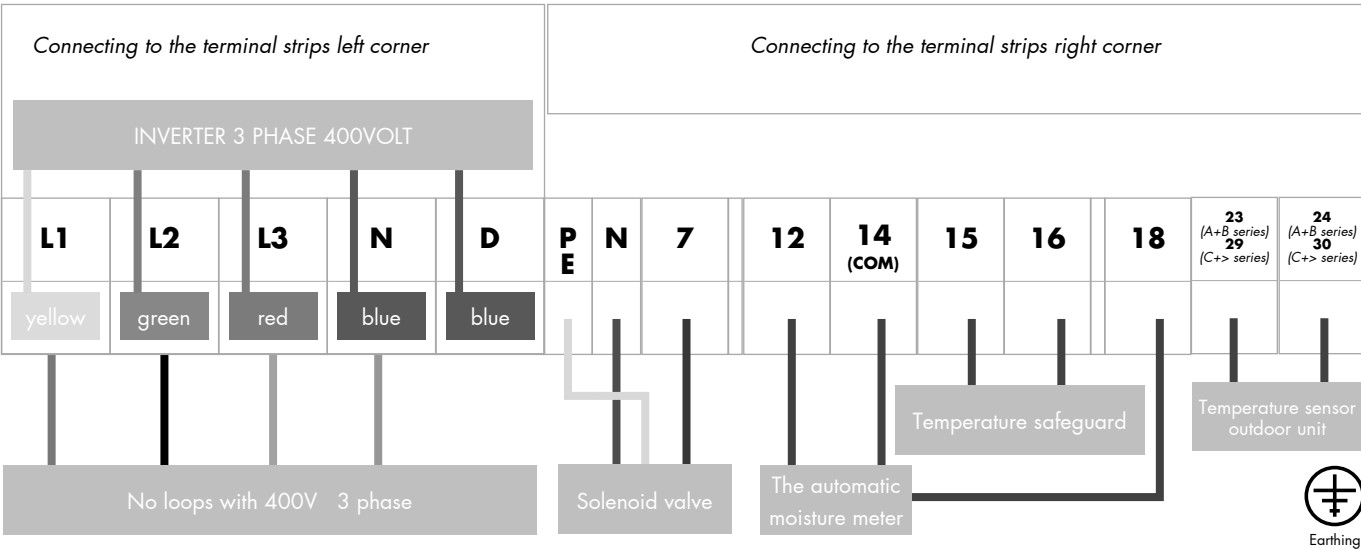 Connecting to the terminal strips left corner
Connecting to the terminal strips right corner
INVERTER 3 PHASE 400VOLT
L1
L2
L3
N
D
P
E
N
7
12
14
(COM)
15
16
18
23
(A+B series)
29
(C+> series)
24
(A+B series)
30
(C+> series)
yellow
green
red
blue
blue
Temperature safeguard
Temperature sensor
outdoor unit
No loops with 400V 3 phase
Solenoid valve
The automatic
moisture meter
Earthing